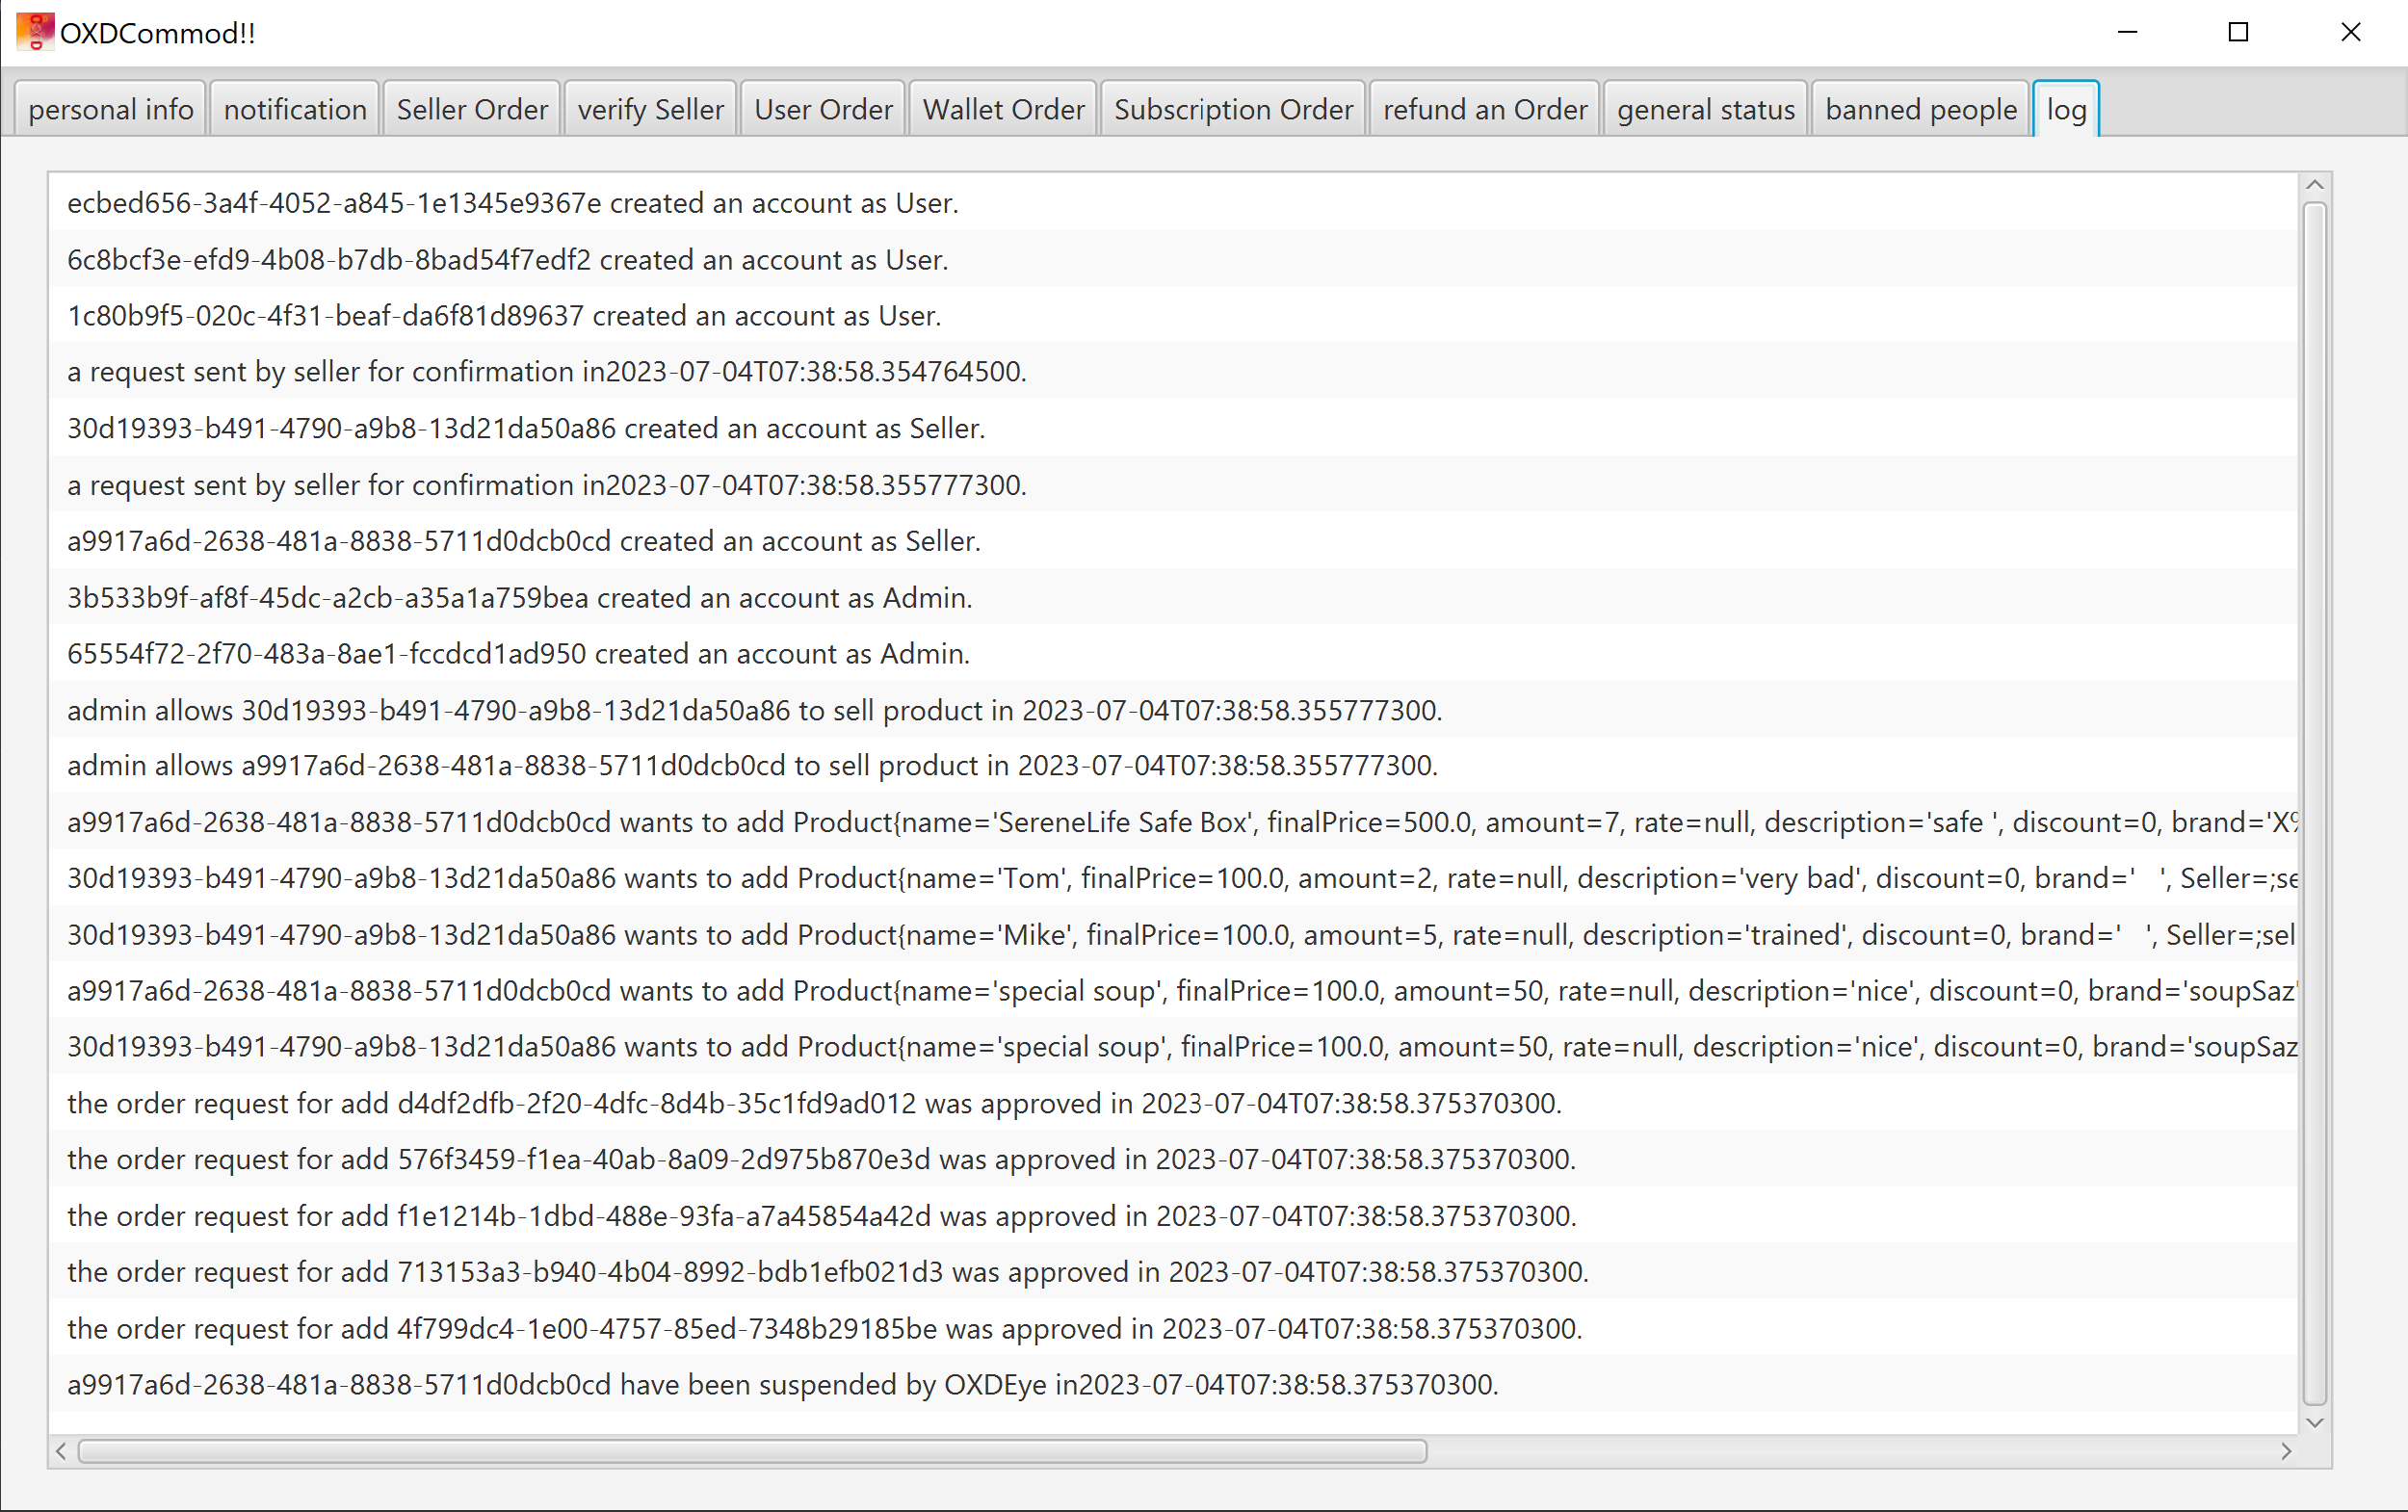 OXDCommod!!
personal info notification Seller Order verify Seller User Order Wallet Order Subscription Order refund an Order general status banned people log
ecbed656-3a4f-4052-a845-1e1345e9367e created an account as User.
6c8bcf3e-efd9-4b08-b7db-8bad54f7edf2 created an account as User.
1c80b9f5-020c-4f31-beaf-da6f81d89637 created an account as User.
a request sent by seller for confirmation in2023-07-04T07:38:58.354764500.
30d19393-b491-4790-a9b8-13d21da50a86 created an account as Seller.
a request sent by seller for confirmation in2023-07-04T07:38:58.355777300.
a9917a6d-2638-481a-8838-5711d0dcb0cd created an account as Seller.
3b533b9f-af8f-45dc-a2cb-a35a1a759bea created an account as Admin.
65554f72-2f70-483a-8ae1-fccdcd1ad950 created an account as Admin.
admin allows 30d19393-b491-4790-a9b8-13d21da50a86 to sell product in 2023-07-04T07:38:58.355777300.
admin allows a9917a6d-2638-481a-8838-5711d0dcb0cd to sell product in 2023-07-04T07:38:58.355777300.
a9917a6d-2638-481a-8838-5711d0dcb0cd wants to add Product{name='SereneLife Safe Box', finalPrice=500.0, amount=7, rate=null, description='safe ', discount=0, brand='X%
30d19393-b491-4790-a9b8-13d21da50a86 wants to add Product{name='Tom', finalPrice=100.0, amount=2, rate=null, description='very bad', discount=0, brand='   ', Seller=;se
30d19393-b491-4790-a9b8-13d21da50a86 wants to add Product{name='Mike', finalPrice=100.0, amount=5, rate=null, description='trained', discount=0, brand='   ', Seller=;sel
a9917a6d-2638-481a-8838-5711d0dcb0cd wants to add Product{name='special soup', finalPrice=100.0, amount=50, rate=null, description='nice', discount=0, brand='soupSaz'
30d19393-b491-4790-a9b8-13d21da50a86 wants to add Product{name='special soup', finalPrice=100.0, amount=50, rate=null, description='nice', discount=0, brand='soupSaz
the order request for add d4df2dfb-2f20-4dfc-8d4b-35c1fd9ad012 was approved in 2023-07-04T07:38:58.375370300.
the order request for add 576f3459-f1ea-40ab-8a09-2d975b870e3d was approved in 2023-07-04T07:38:58.375370300.
the order request for add f1e1214b-1dbd-488e-93fa-a7a45854a42d was approved in 2023-07-04T07:38:58.375370300.
the order request for add 713153a3-b940-4b04-8992-bdb1efb021d3 was approved in 2023-07-04T07:38:58.375370300.
the order request for add 4f799dc4-1e00-4757-85ed-7348b29185be was approved in 2023-07-04T07:38:58.375370300.
a9917a6d-2638-481a-8838-5711d0dcb0cd have been suspended by OXDEye in2023-07-04T07:38:58.375370300.